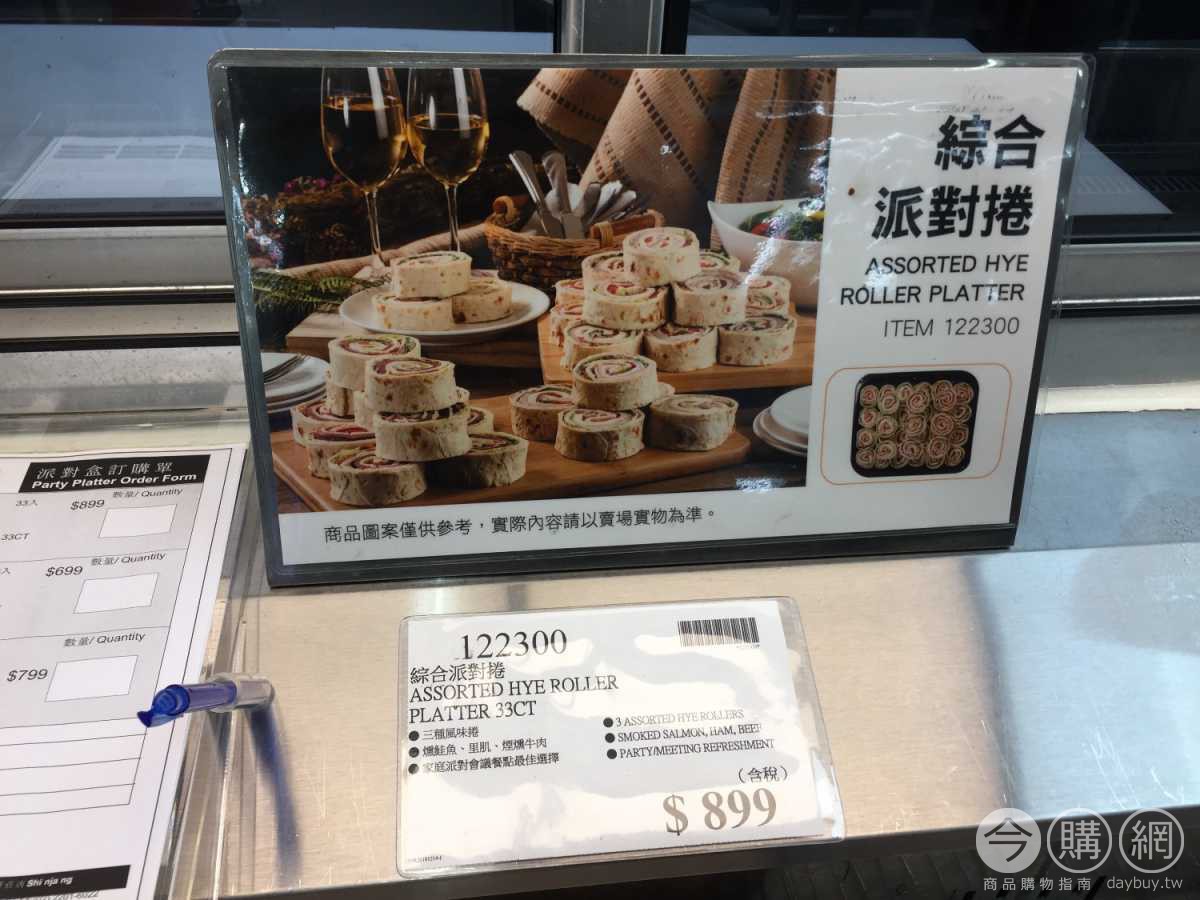 綜合
派對捲
ASSORTED HYE
ROLLER PLATTER
ITEM 122300
商品圖案僅供參考，實際內容請以賣場實物為準。
派對盒訂購單
Party Platter Order Form
33入
$899
數量/ Quantity
33CT
$699
數量/ Quantity
$799
數量/ Quantity
Shi nja ng
122300
綜合派對捲
ASSORTED HYE ROLLER
PLATTER 33CT
● 三種風味捲
● 燻鮭魚、里肌、煙燻牛肉
● 家庭派對會議餐點最佳選擇
● 3 ASSORTED HYE ROLLERS
● SMOKED SALMON, HAM, BEEF
● PARTY/MEETING REFRESHMENT
（含稅）
$ 899
今購網
商品購物指南 daybuy.tw